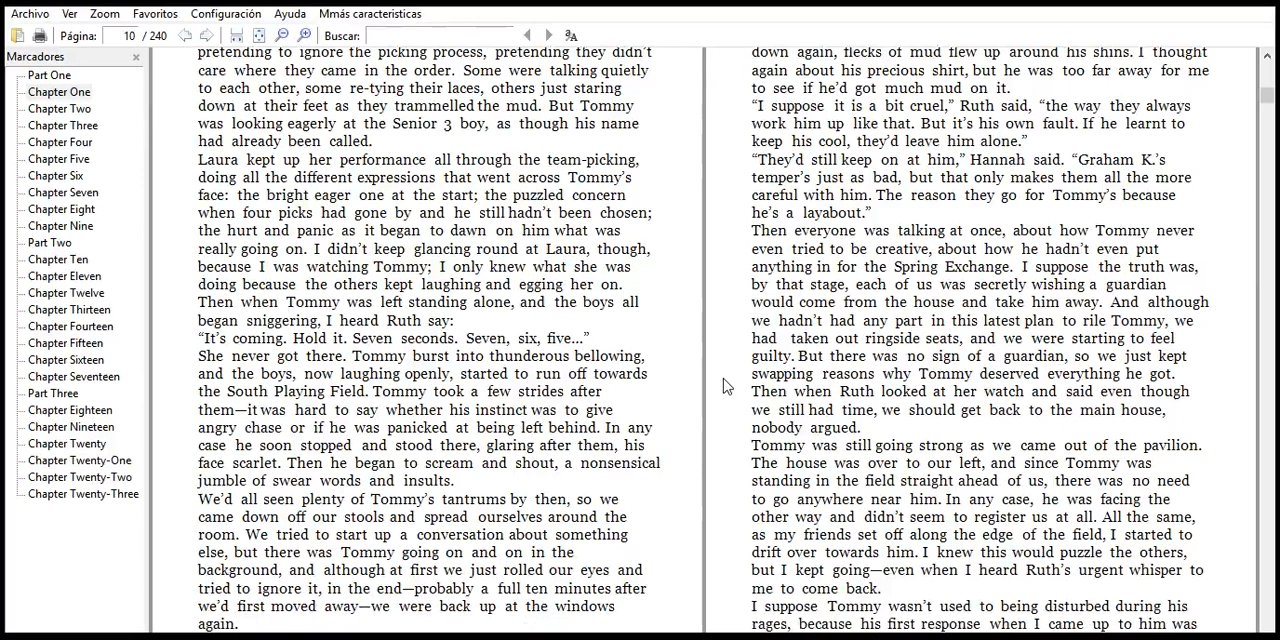 Archivo Ver Zoom Favoritos Configuración Ayuda Mmás caracteristicas
Página: 10 / 240 Buscar:
Marcadores
Part One
Chapter One
Chapter Two
Chapter Three
Chapter Four
Chapter Five
Chapter Six
Chapter Seven
Chapter Eight
Chapter Nine
Part Two
Chapter Ten
Chapter Eleven
Chapter Twelve
Chapter Thirteen
Chapter Fourteen
Chapter Fifteen
Chapter Sixteen
Chapter Seventeen
Part Three
Chapter Eighteen
Chapter Nineteen
Chapter Twenty
Chapter Twenty-One
Chapter Twenty-Two
Chapter Twenty-Three
pretending to ignore the picking process, pretending they didn’t
care where they came in the order. Some were talking quietly
to each other, some re-tying their laces, others just staring
down at their feet as they trammelled the mud. But Tommy
was looking eagerly at the Senior 3 boy, as though his name
had already been called.
Laura kept up her performance all through the team-picking,
doing all the different expressions that went across Tommy’s
face: the bright eager one at the start; the puzzled concern
when four picks had gone by and he still hadn’t been chosen;
the hurt and panic as it began to dawn on him what was
really going on. I didn’t keep glancing round at Laura, though,
because I was watching Tommy; I only knew what she was
doing because the others kept laughing and egging her on.
Then when Tommy was left standing alone, and the boys all
began sniggering, I heard Ruth say:
“It’s coming. Hold it. Seven seconds. Seven, six, five...”
She never got there. Tommy burst into thunderous bellowing,
and the boys, now laughing openly, started to run off towards
the South Playing Field. Tommy took a few strides after
them—it was hard to say whether his instinct was to give
angry chase or if he was panicked at being left behind. In any
case he soon stopped and stood there, glaring after them, his
face scarlet. Then he began to scream and shout, a nonsensical
jumble of swear words and insults.
We’d all seen plenty of Tommy’s tantrums by then, so we
came down off our stools and spread ourselves around the
room. We tried to start up a conversation about something
else, but there was Tommy going on and on in the
background, and although at first we just rolled our eyes and
tried to ignore it, in the end—probably a full ten minutes after
we’d first moved away—we were back up at the windows
again.
down again, flecks of mud flew up around his shins. I thought
again about his precious shirt, but he was too far away for me
to see if he’d got much mud on it.
“I suppose it is a bit cruel,” Ruth said, “the way they always
work him up like that. But it’s his own fault. If he learnt to
keep his cool, they’d leave him alone.”
“They’d still keep on at him,” Hannah said. “Graham K.’s
temper’s just as bad, but that only makes them all the more
careful with him. The reason they go for Tommy’s because
he’s a layabout.”
Then everyone was talking at once, about how Tommy never
even tried to be creative, about how he hadn’t even put
anything in for the Spring Exchange. I suppose the truth was,
by that stage, each of us was secretly wishing a guardian
would come from the house and take him away. And although
we hadn’t had any part in this latest plan to rile Tommy, we
had taken out ringside seats, and we were starting to feel
guilty. But there was no sign of a guardian, so we just kept
swapping reasons why Tommy deserved everything he got.
Then when Ruth looked at her watch and said even though
we still had time, we should get back to the main house,
nobody argued.
Tommy was still going strong as we came out of the pavilion.
The house was over to our left, and since Tommy was
standing in the field straight ahead of us, there was no need
to go anywhere near him. In any case, he was facing the
other way and didn’t seem to register us at all. All the same,
as my friends set off along the edge of the field, I started to
drift over towards him. I knew this would puzzle the others,
but I kept going—even when I heard Ruth’s urgent whisper to
me to come back.
I suppose Tommy wasn’t used to being disturbed during his
rages, because his first response when I came up to him was